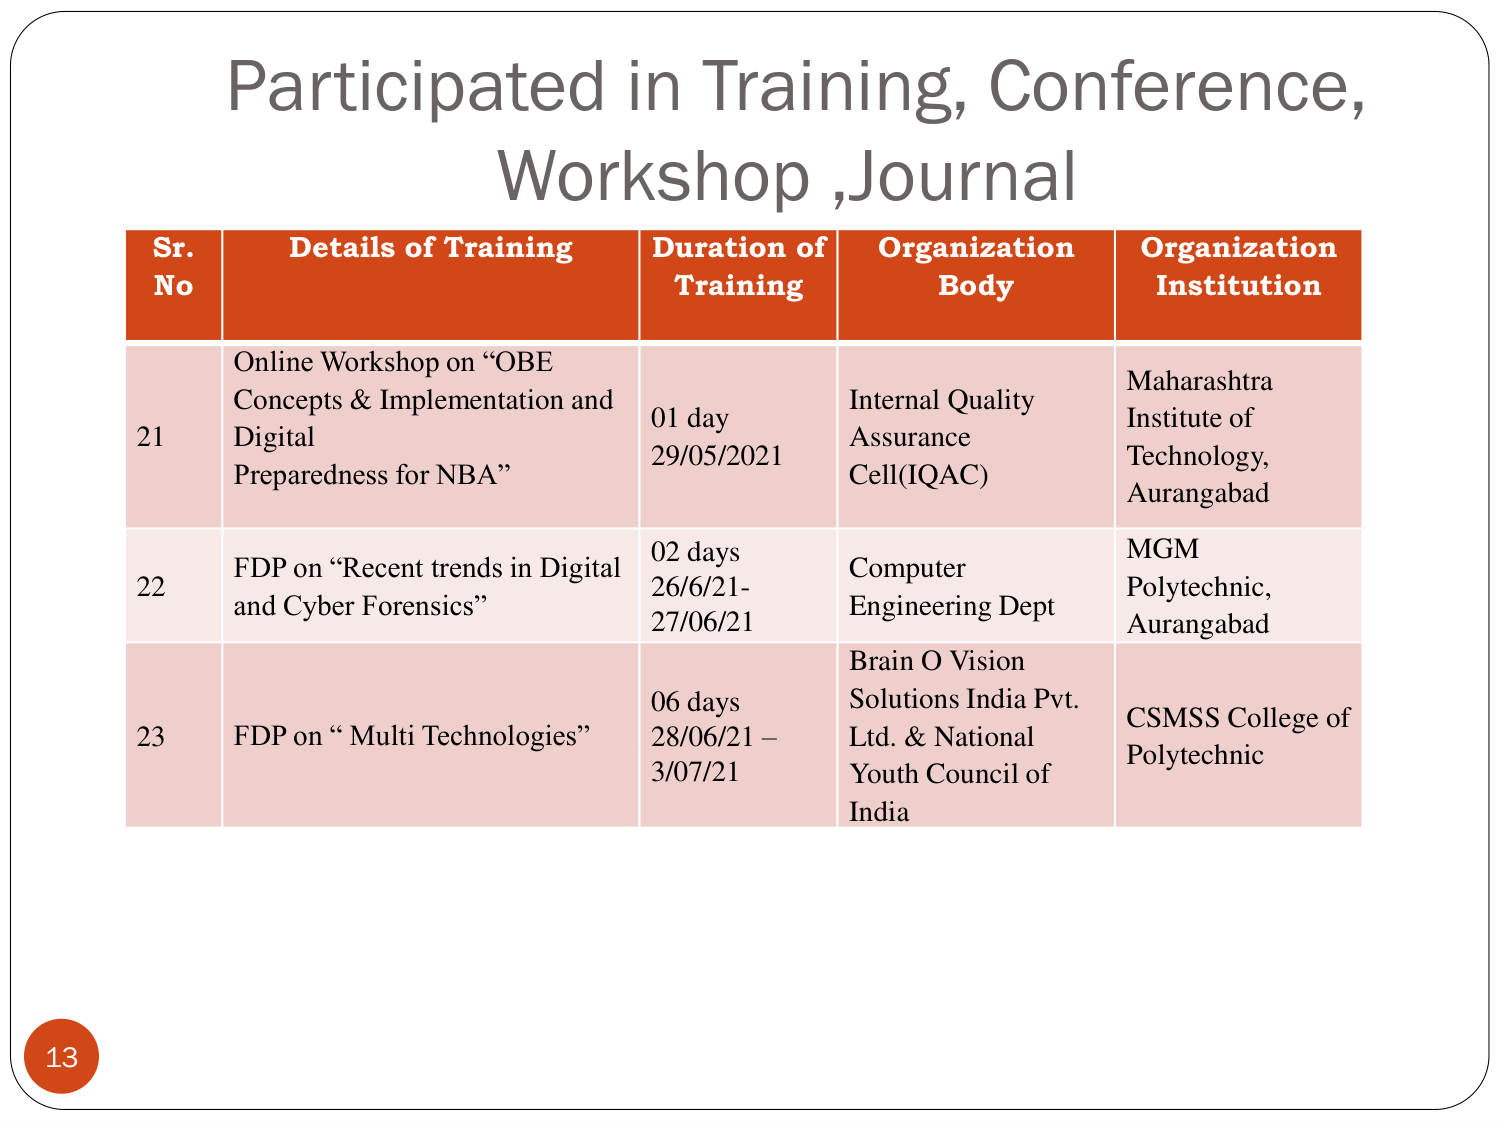 Participated in Training, Conference,
Workshop ,Journal
Sr.
No
Details of Training
Duration of
Training
Organization
Body
Organization
Institution
21
Online Workshop on “OBE
Concepts & Implementation and
Digital
Preparedness for NBA”
01 day
29/05/2021
Internal Quality
Assurance
Cell(IQAC)
Maharashtra
Institute of
Technology,
Aurangabad
22
FDP on “Recent trends in Digital
and Cyber Forensics”
02 days
26/6/21-
27/06/21
Computer
Engineering Dept
MGM
Polytechnic,
Aurangabad
23
FDP on “ Multi Technologies”
06 days
28/06/21 –
3/07/21
Brain O Vision
Solutions India Pvt.
Ltd. & National
Youth Council of
India
CSMSS College of
Polytechnic
13